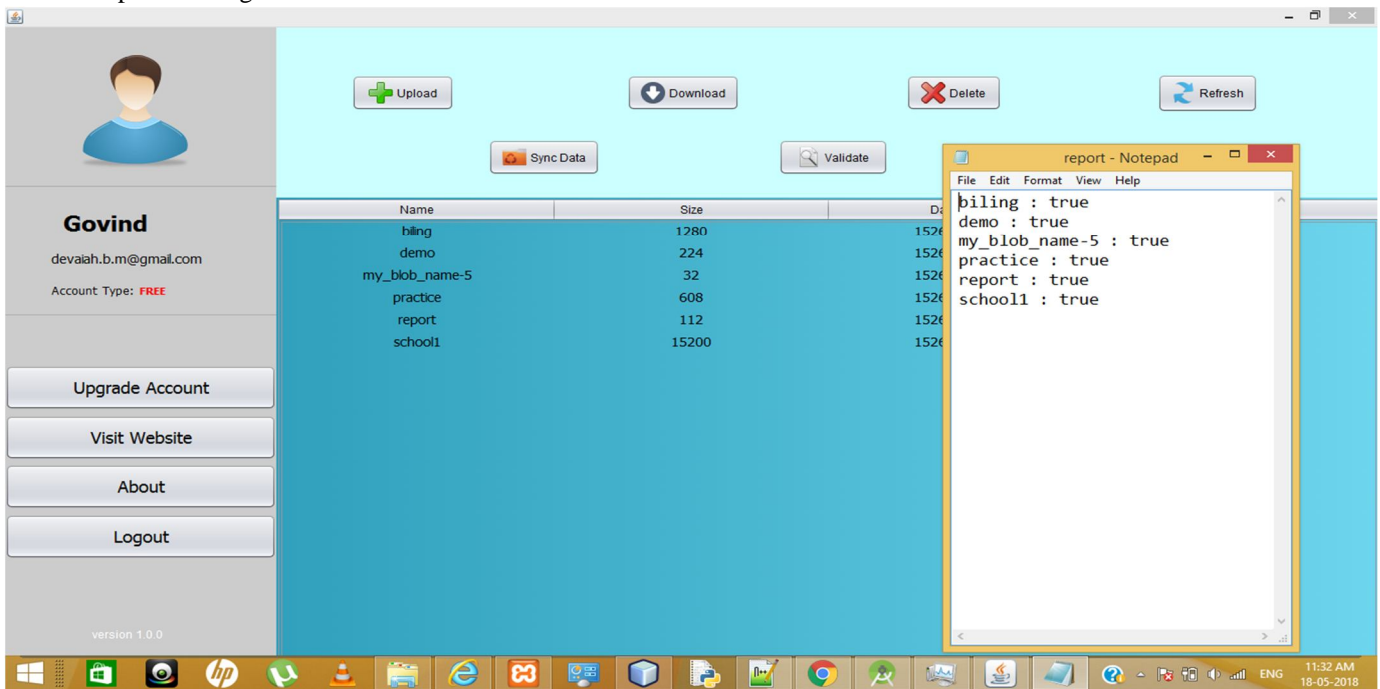 Upload
Download
Delete
Refresh
Sync Data
Validate
Govind
devaiah.b.m@gmail.com
Account Type: FREE
Upgrade Account
Visit Website
About
Logout
version 1.0.0
Name Size
biling 1280
demo 224
my_blob_name-5 32
practice 608
report 112
school1 15200
report - Notepad
File Edit Format View Help
biling : true
demo : true
my_blob_name-5 : true
practice : true
report : true
school1 : true
ENG
11:32 AM
18-05-2018